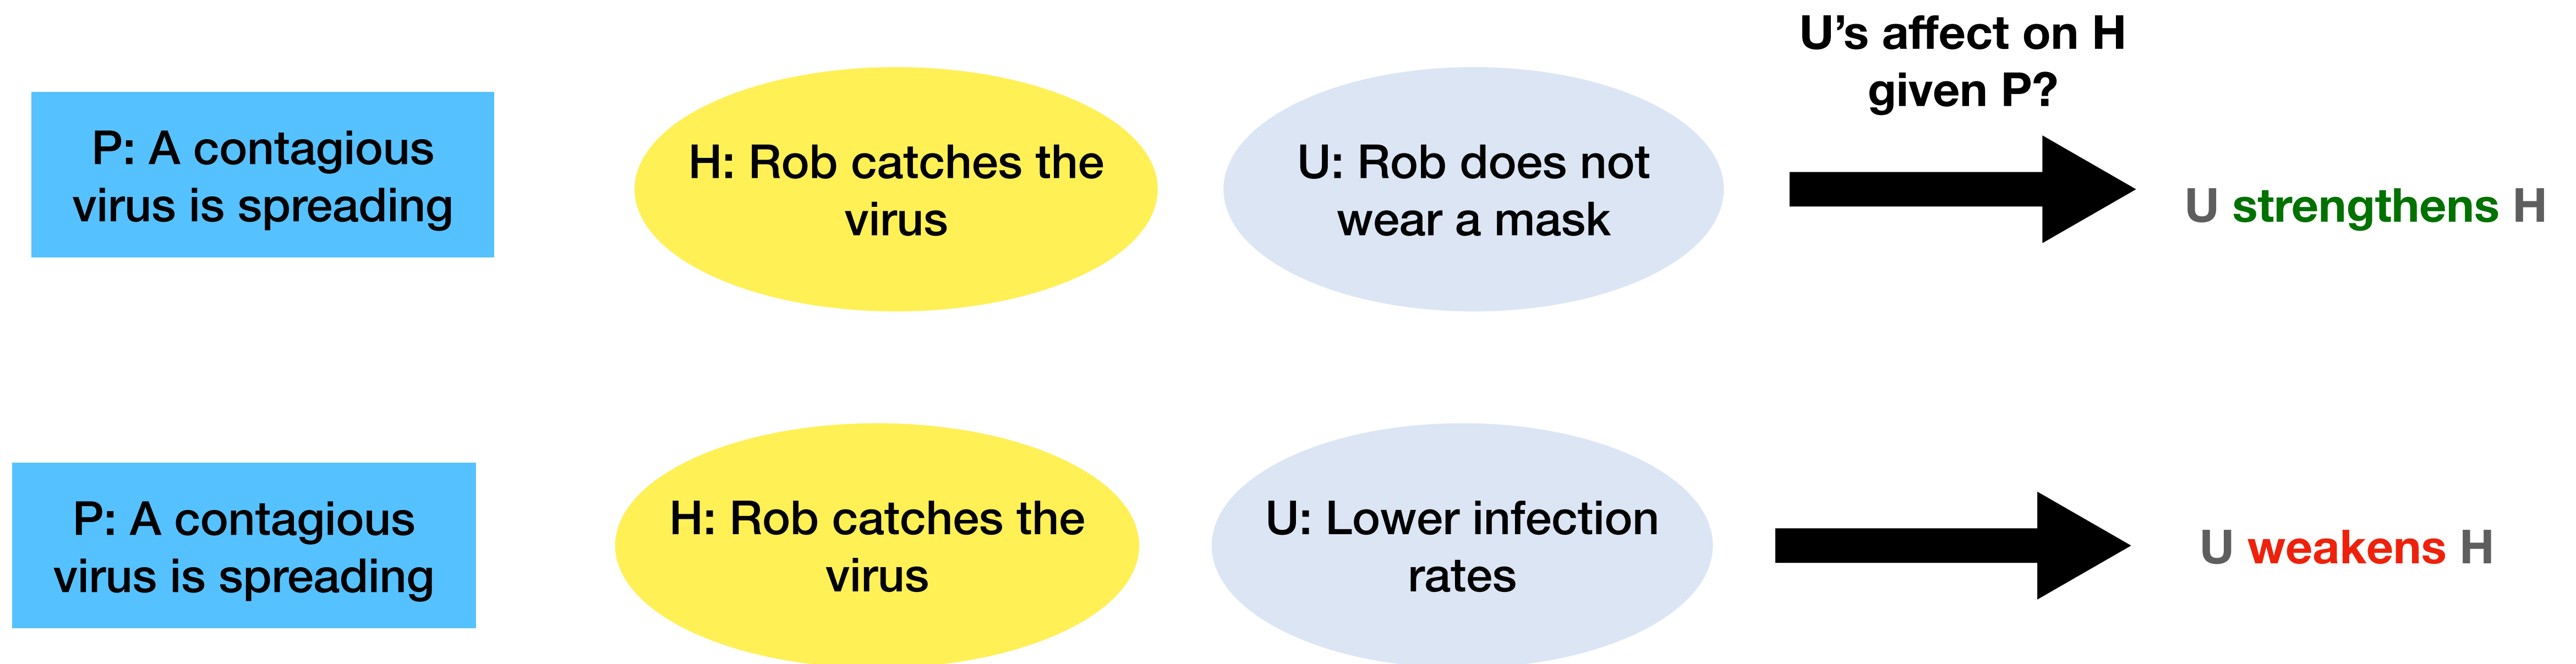 U’s affect on H
given P?
P: A contagious
virus is spreading
H: Rob catches the
virus
U: Rob does not
wear a mask
U strengthens H
P: A contagious
virus is spreading
H: Rob catches the
virus
U: Lower infection
rates
U weakens H